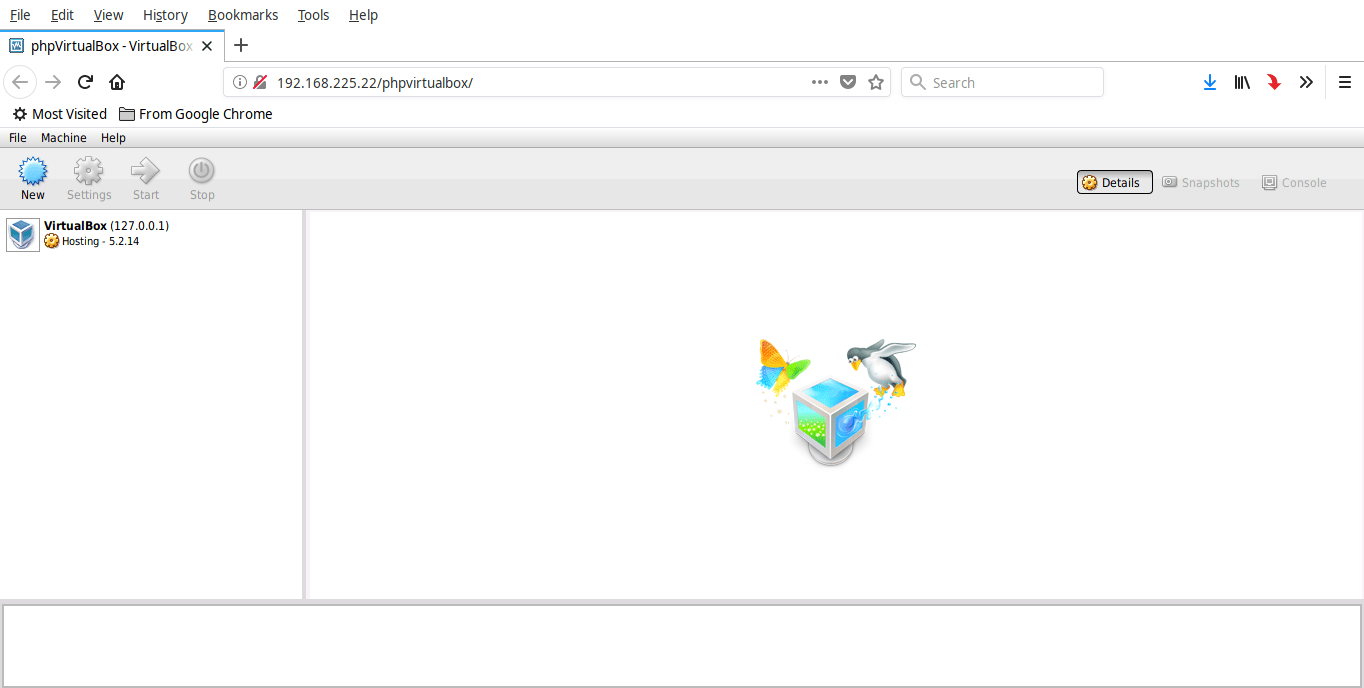 File Edit View History Bookmarks Tools Help
phpVirtualBox - VirtualBox
192.168.225.22/phpvirtualbox/ Search
Most Visited From Google Chrome
File Machine Help
New Settings Start Stop Details Snapshots Console
VirtualBox (127.0.0.1)
Hosting - 5.2.14